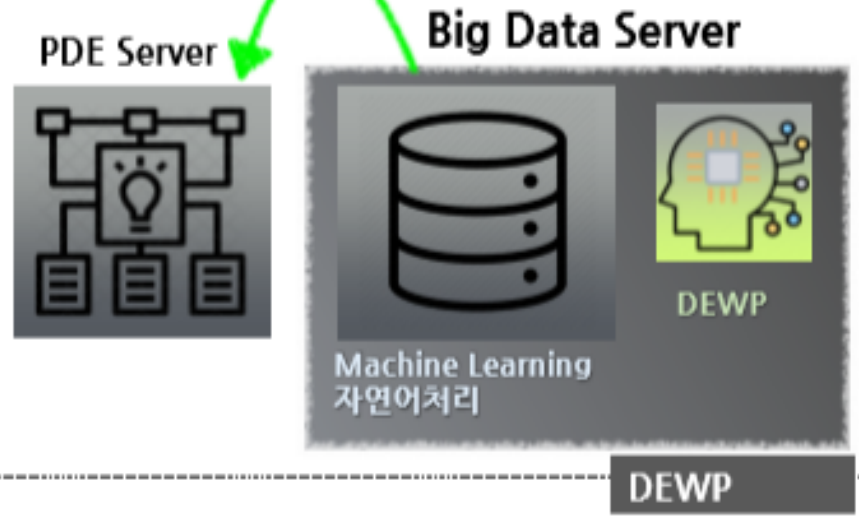 PDE Server
Big Data Server
DEWP
Machine Learning
자연어처리
DEWP